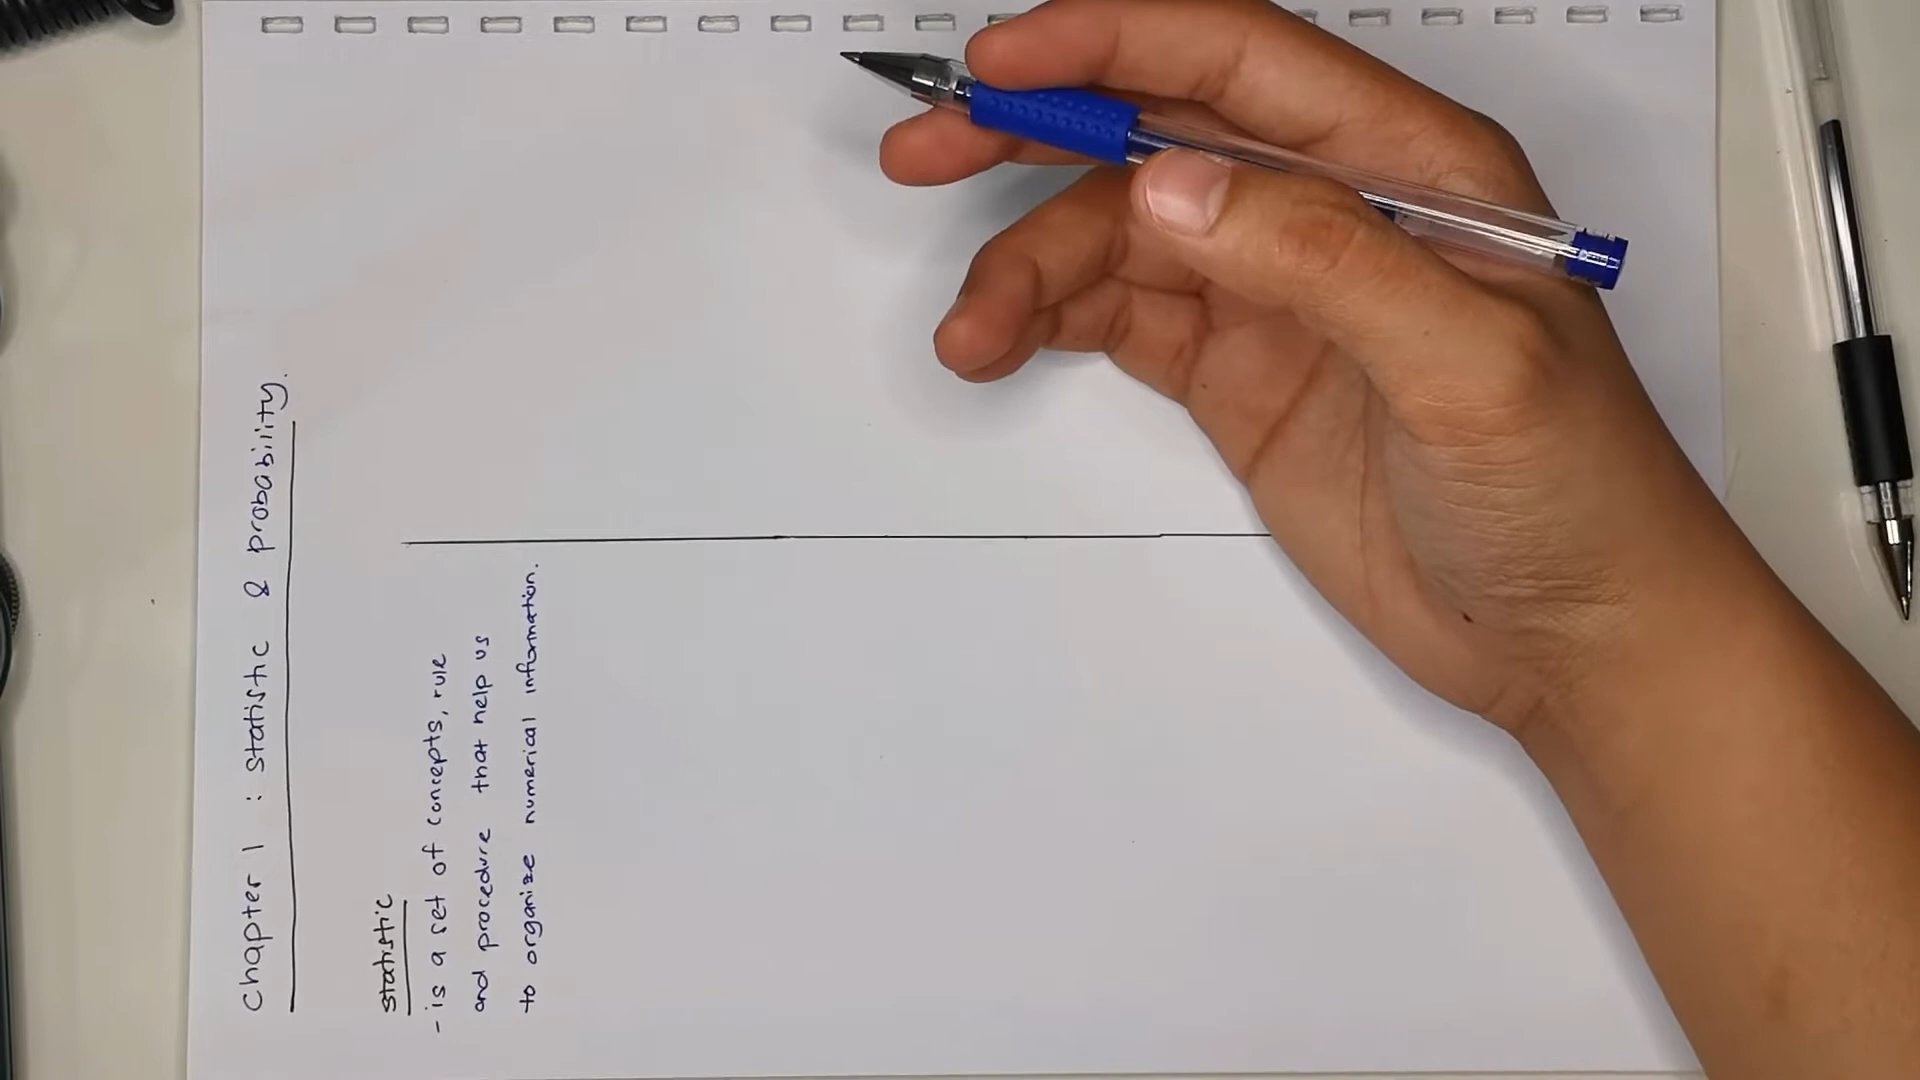 Chapter 1 : statistic & probability.
statistic
- is a set of concepts, rule
and procedure that help us
to organize numerical information.